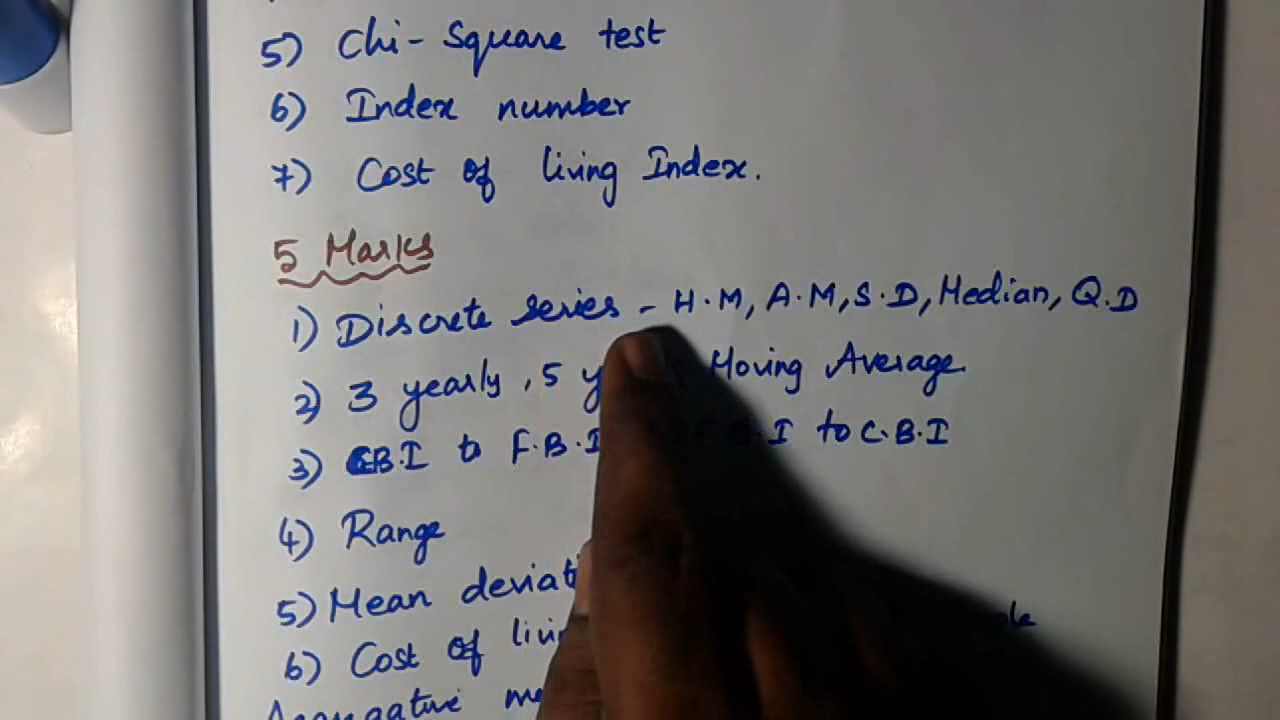 5) Chi-Square test
6) Index number
7) Cost of living Index.
5 Marks
1) Discrete series - H.M, A.M, S.D, Median, Q.D
2) 3 yearly, 5 Moving Average
3) CBI to F.B.I F.B.I to C.B.I
4) Range
5) Mean
6) Cost of